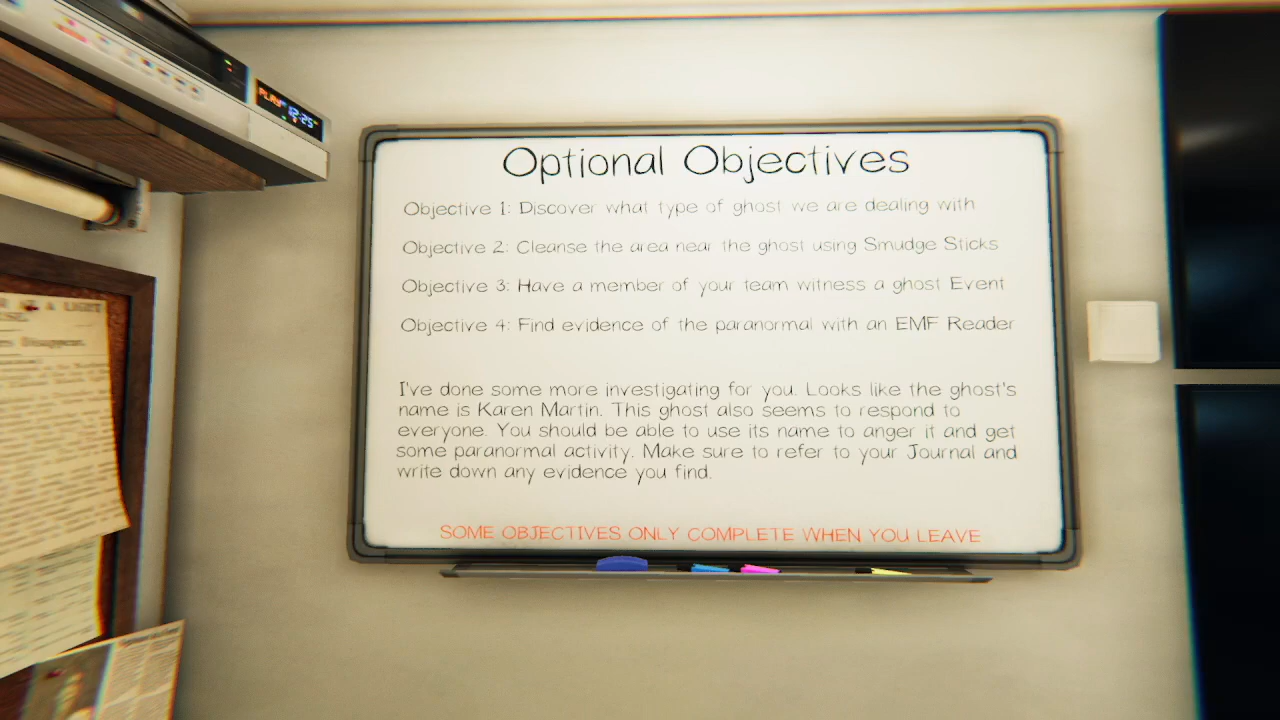 PLAY 12:25
Optional Objectives
Objective 1: Discover what type of ghost we are dealing with
Objective 2: Cleanse the area near the ghost using Smudge Sticks
Objective 3: Have a member of your team witness a ghost Event
Objective 4: Find evidence of the paranormal with an EMF Reader
I've done some more investigating for you. Looks like the ghost's
name is Karen Martin. This ghost also seems to respond to
everyone. You should be able to use its name to anger it and get
some paranormal activity. Make sure to refer to your Journal and
write down any evidence you find.
SOME OBJECTIVES ONLY COMPLETE WHEN YOU LEAVE
A LIGHT